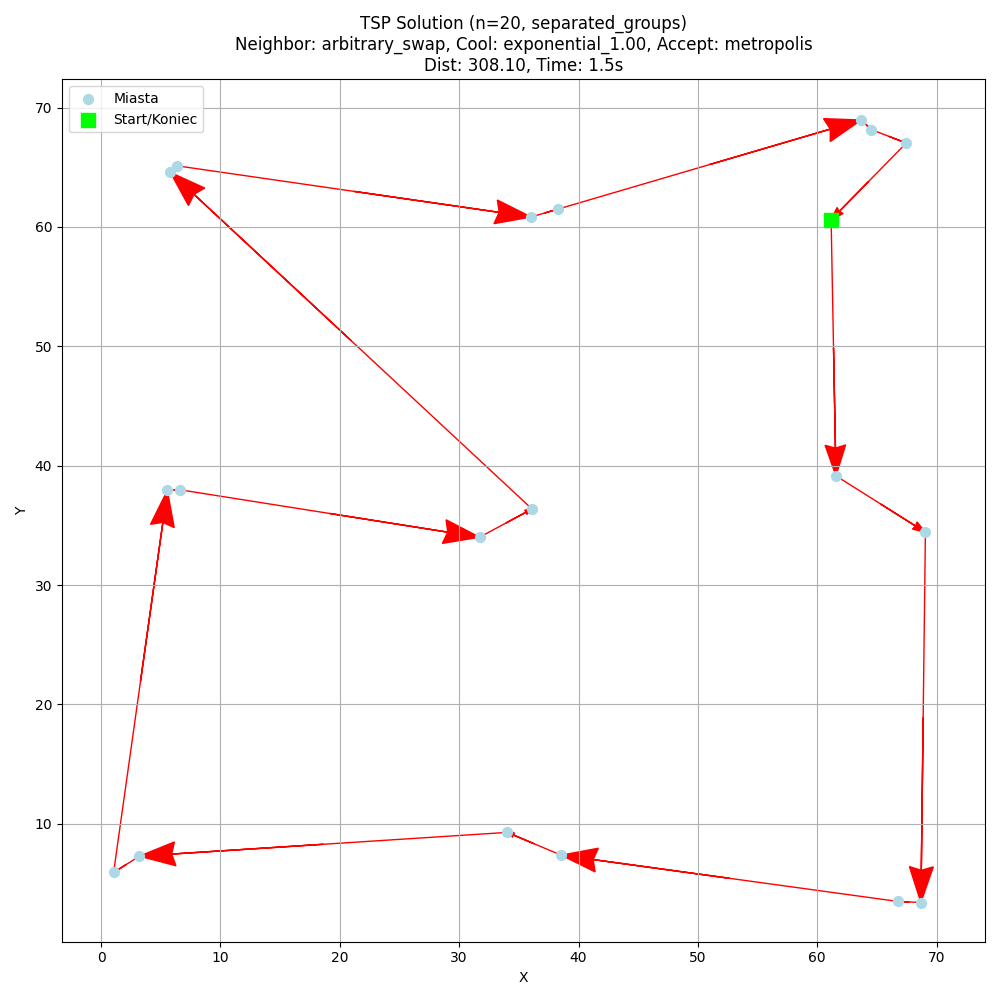 TSP Solution (n=20, separated_groups)
Neighbor: arbitrary_swap, Cool: exponential_1.00, Accept: metropolis
Dist: 308.10, Time: 1.5s
Miasta
Start/Koniec
70
60
50
40
30
20
10
Y
0 10 20 30 40 50 60 70
X